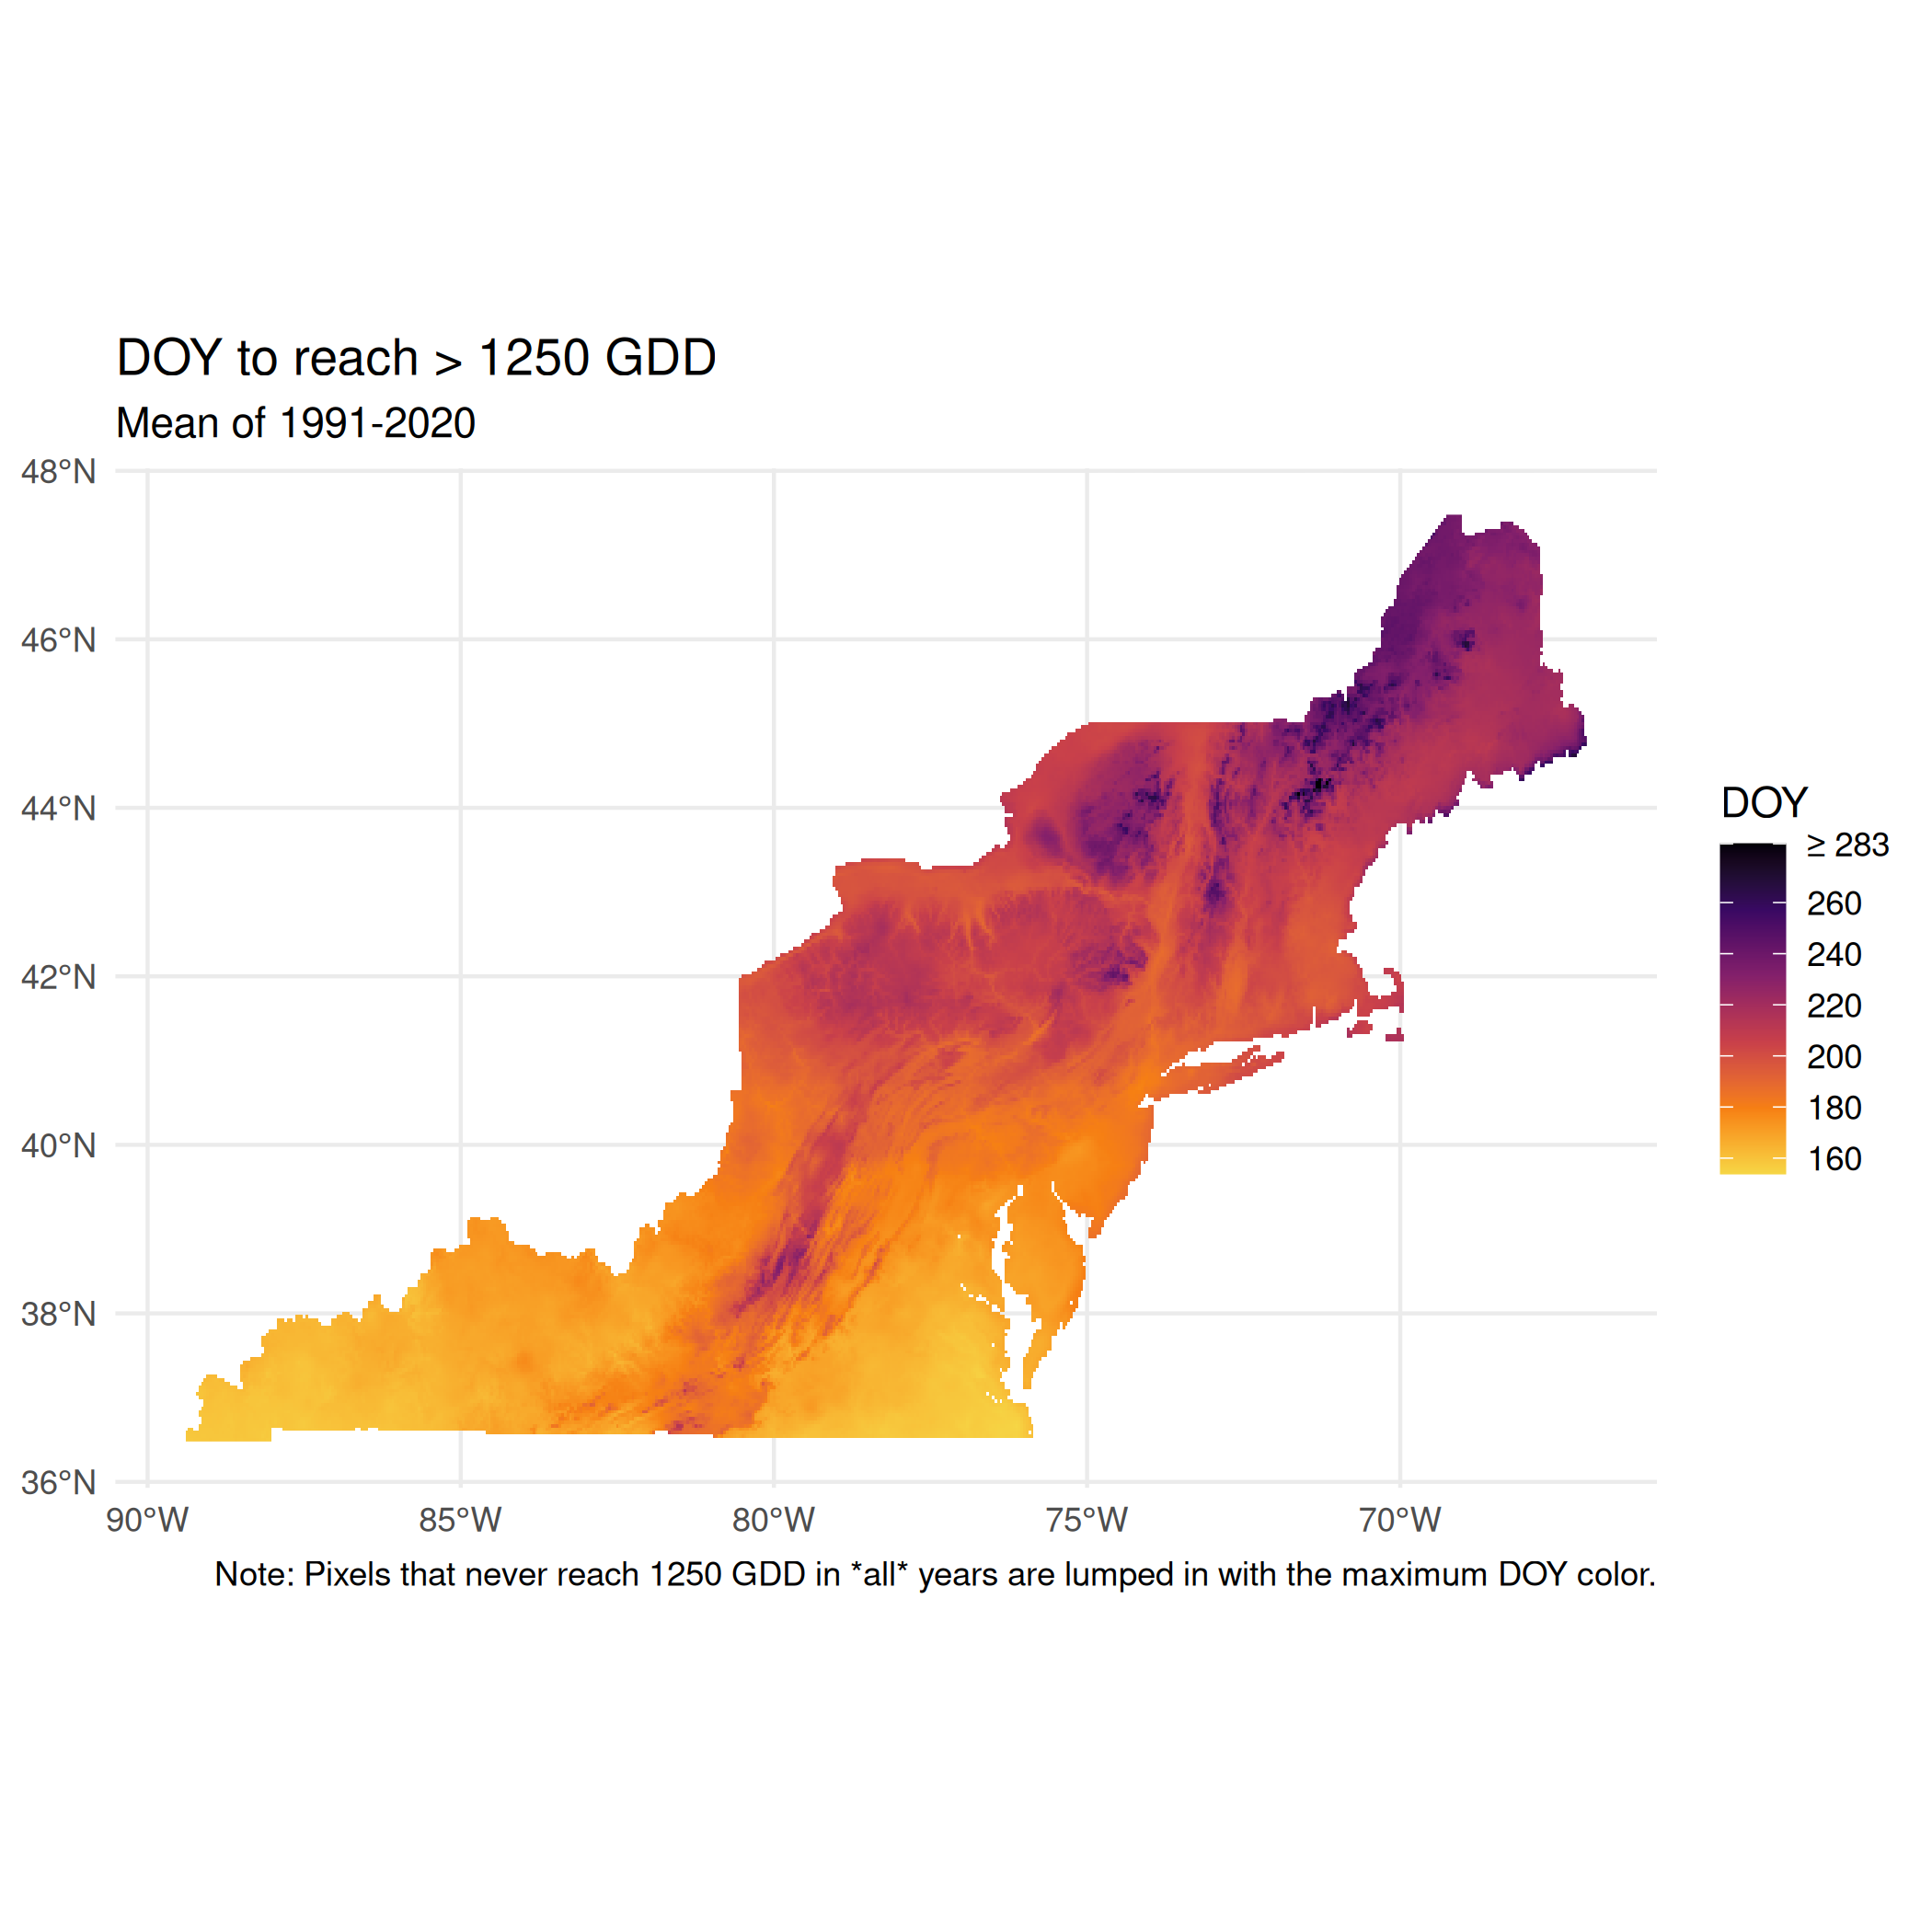 DOY to reach > 1250 GDD
Mean of 1991-2020
48°N
46°N
44°N
42°N
40°N
38°N
36°N
90°W
85°W
80°W
75°W
70°W
DOY
≥ 283
260
240
220
200
180
160
Note: Pixels that never reach 1250 GDD in *all* years are lumped in with the maximum DOY color.